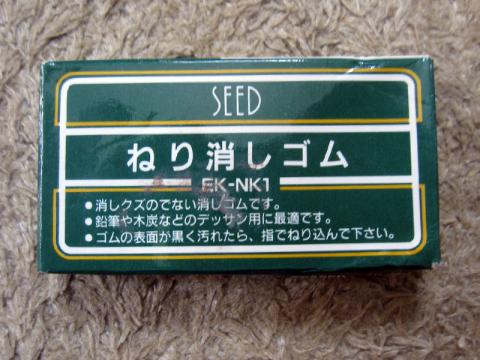 SEED
ねり消しゴム
EK-NK1
●消しクズのでない消しゴムです。
●鉛筆や木炭などのデッサン用に最適です。
●ゴムの表面が黒く汚れたら、指でねり込んで下さい。